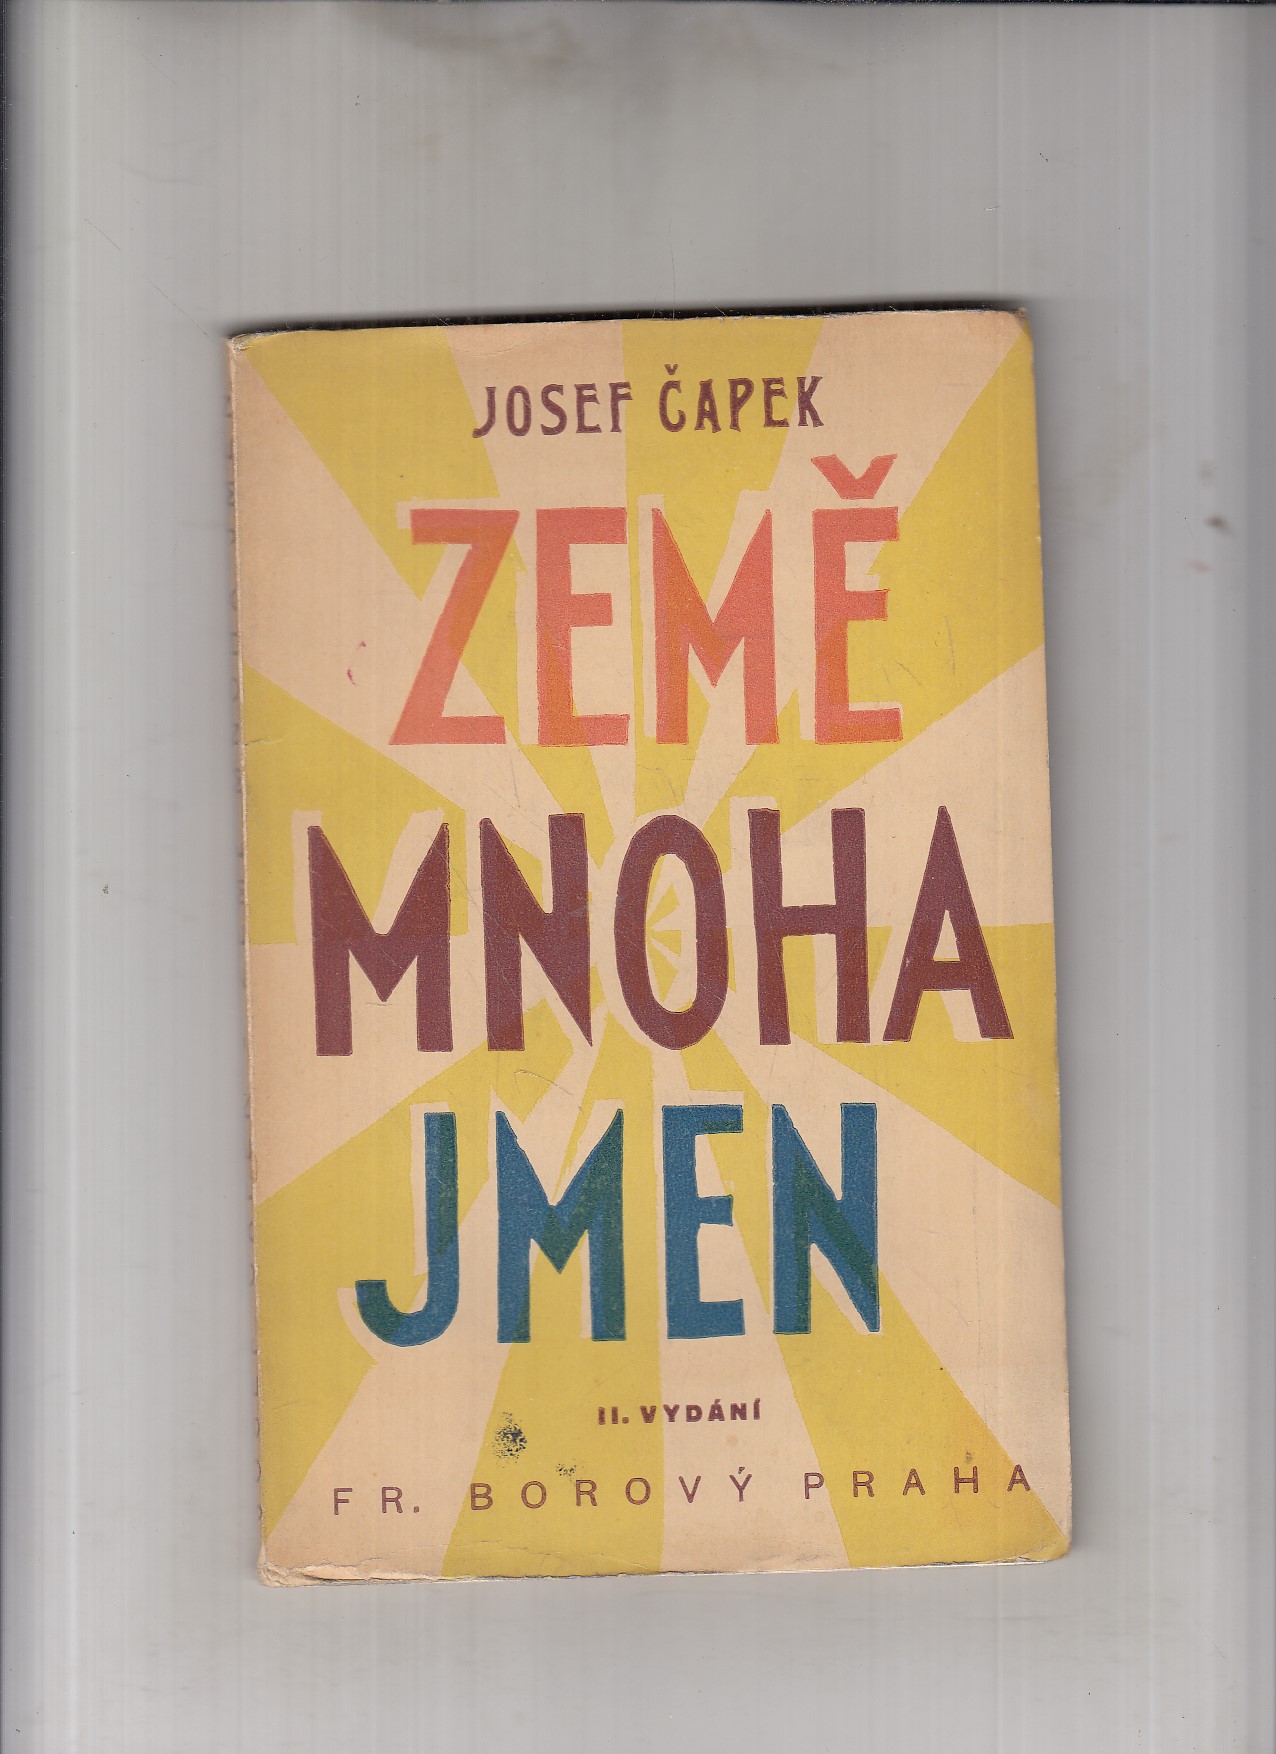 JOSEF ČAPEK
ZEMĚ
MNOHA
JMEN
II. VYDÁNÍ
FR. BOROVÝ PRAHA